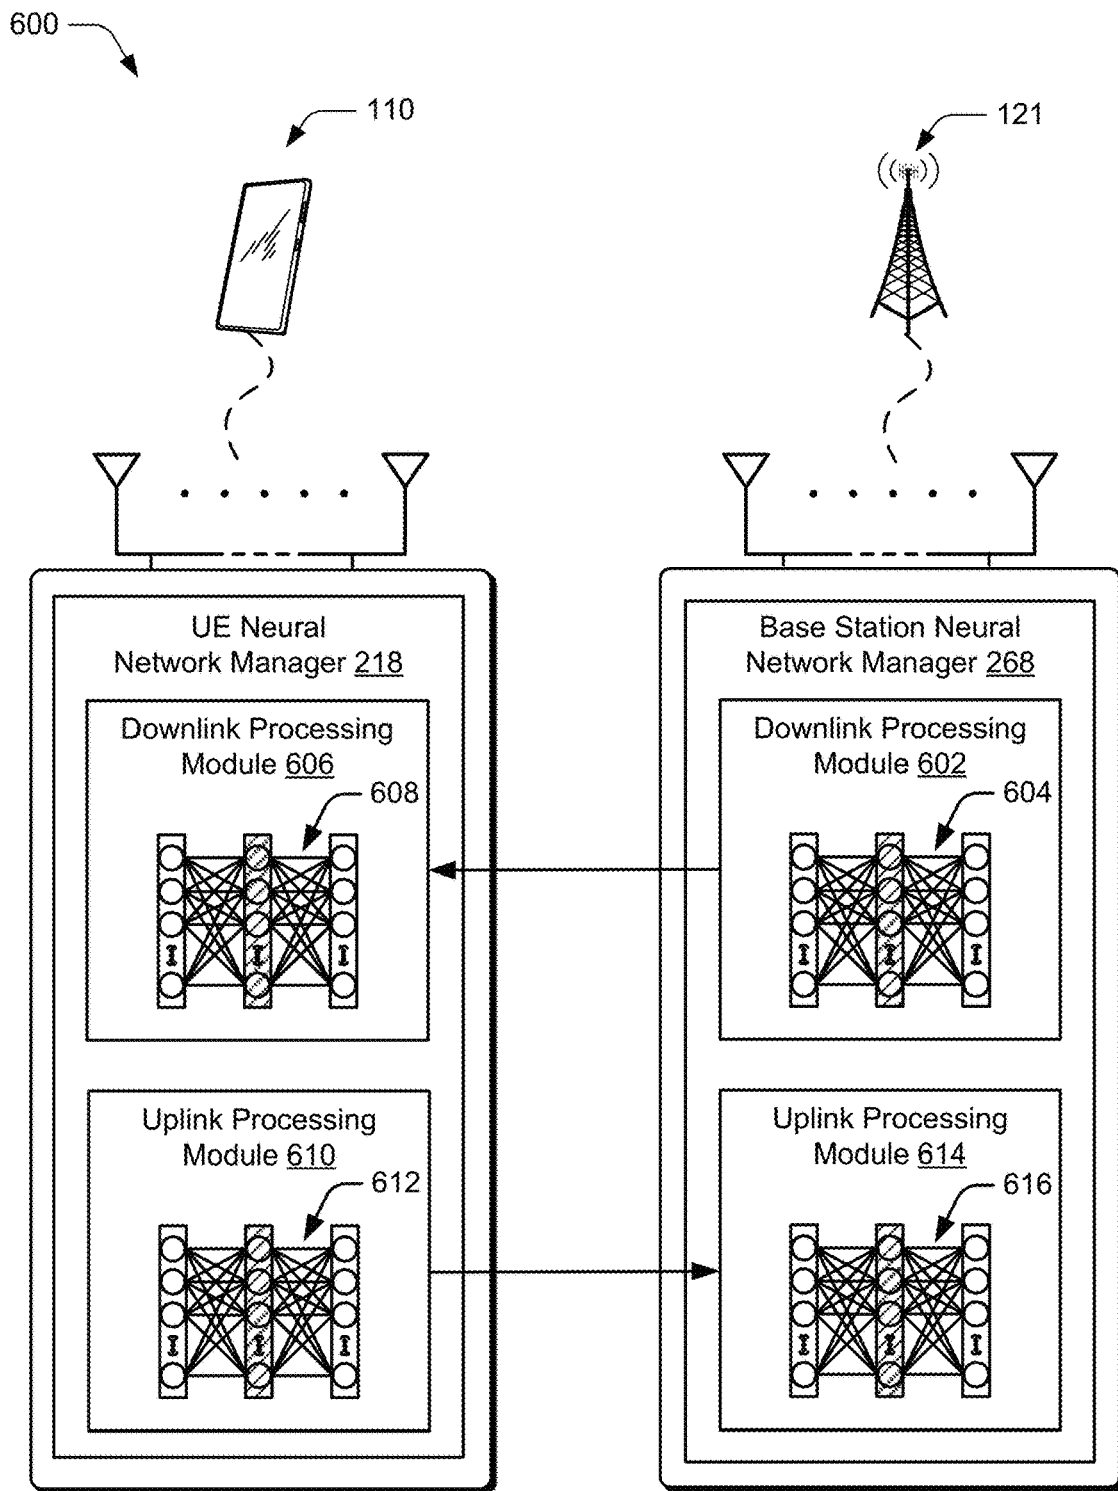 600
110
121
UE Neural
Network Manager 218
Downlink Processing
Module 606
608
Uplink Processing
Module 610
612
Base Station Neural
Network Manager 268
Downlink Processing
Module 602
604
Uplink Processing
Module 614
616